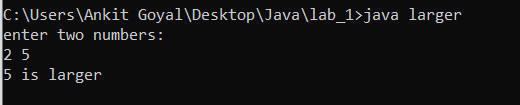 C:\Users\Ankit Goyal\Desktop\Java\lab_1>java larger
enter two numbers:
2 5
5 is larger